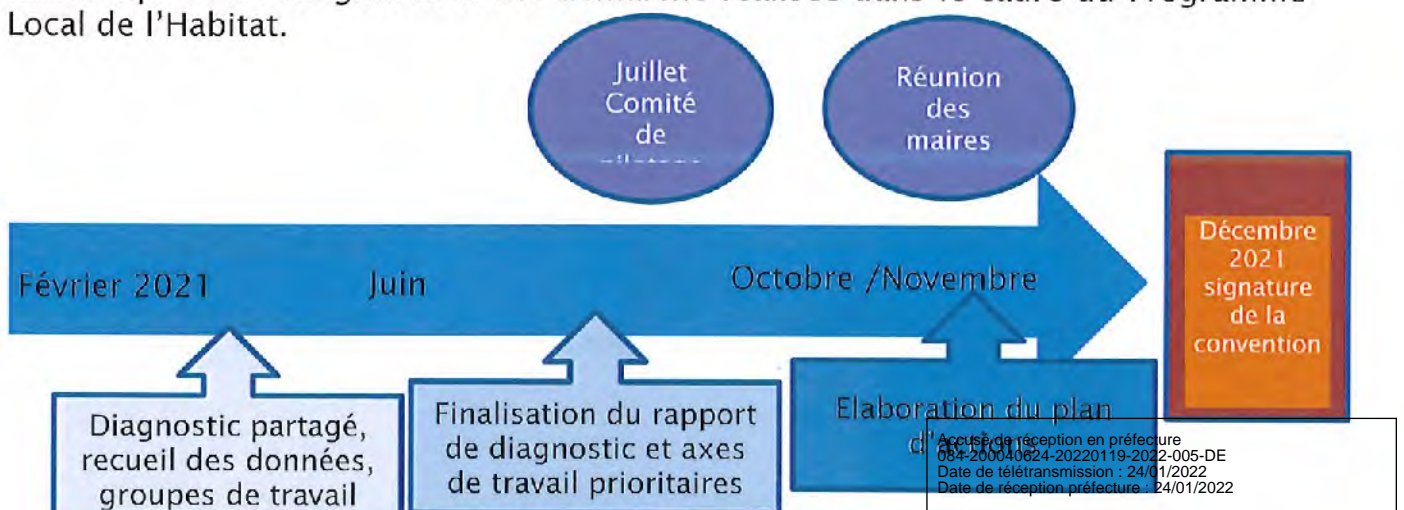 Local de l'Habitat.
Juillet
Comité
de
Réunion
des
maires
Février 2021
Juin
Octobre /Novembre
Décembre
2021
signature
de la
convention
Diagnostic partagé,
recueil des données,
groupes de travail
Finalisation du rapport
de diagnostic et axes
de travail prioritaires
Elaboration du plan
d'actions
Accusé de réception en préfecture
084-200040624-20220119-2022-005-DE
Date de télétransmission : 24/01/2022
Date de réception préfecture : 24/01/2022